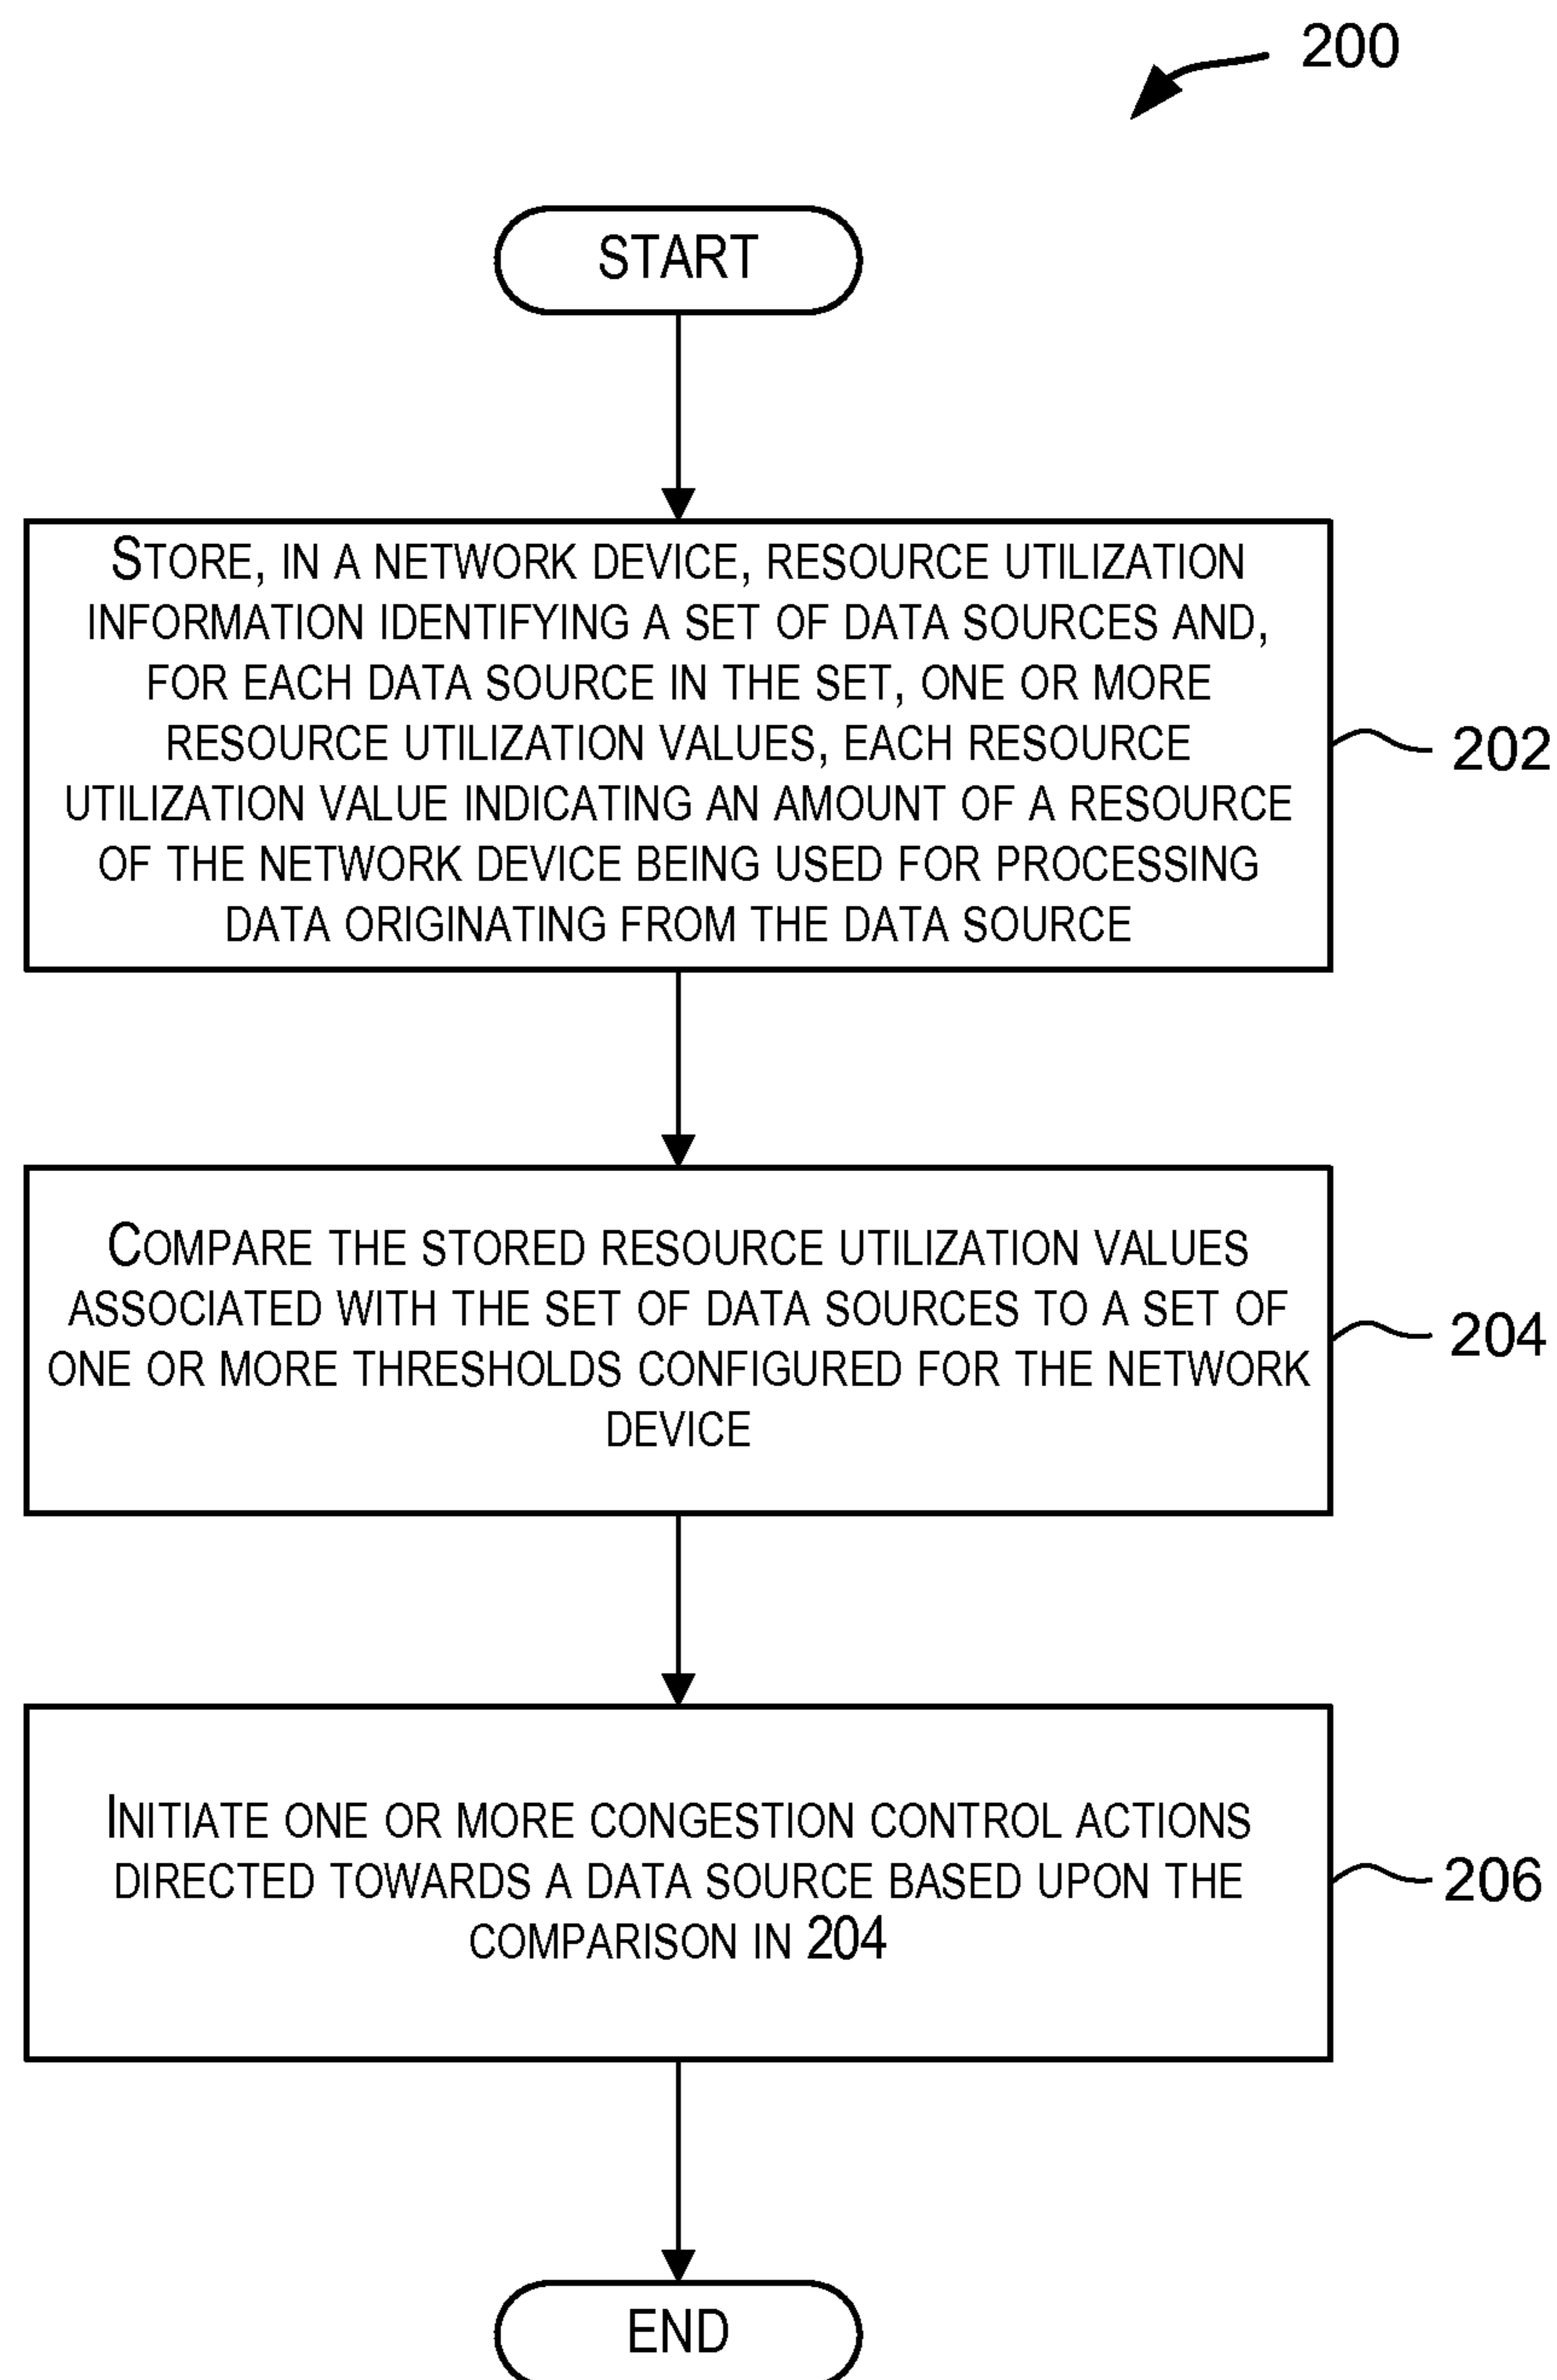 200
START
STORE, IN A NETWORK DEVICE, RESOURCE UTILIZATION
INFORMATION IDENTIFYING A SET OF DATA SOURCES AND,
FOR EACH DATA SOURCE IN THE SET, ONE OR MORE
RESOURCE UTILIZATION VALUES, EACH RESOURCE
UTILIZATION VALUE INDICATING AN AMOUNT OF A RESOURCE
OF THE NETWORK DEVICE BEING USED FOR PROCESSING
DATA ORIGINATING FROM THE DATA SOURCE
202
COMPARE THE STORED RESOURCE UTILIZATION VALUES
ASSOCIATED WITH THE SET OF DATA SOURCES TO A SET OF
ONE OR MORE THRESHOLDS CONFIGURED FOR THE NETWORK
DEVICE
204
INITIATE ONE OR MORE CONGESTION CONTROL ACTIONS
DIRECTED TOWARDS A DATA SOURCE BASED UPON THE
COMPARISON IN 204
206
END